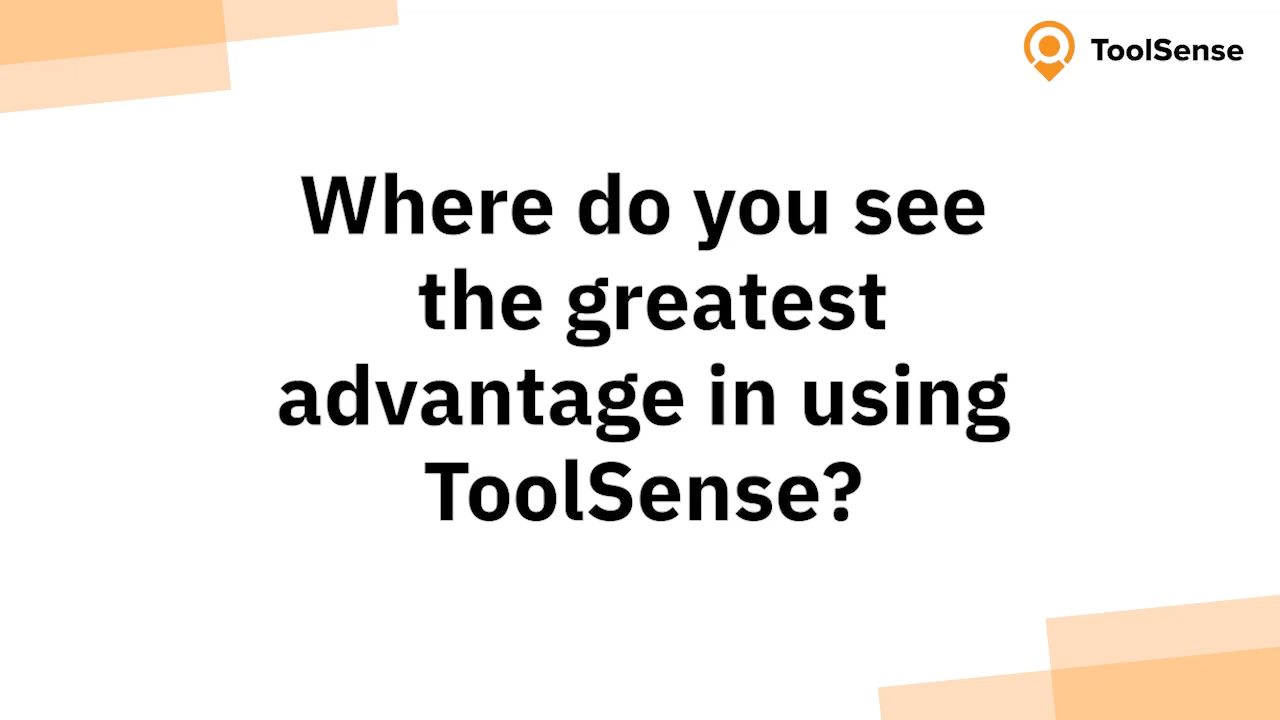 ToolSense
Where do you see
the greatest
advantage in using
ToolSense?